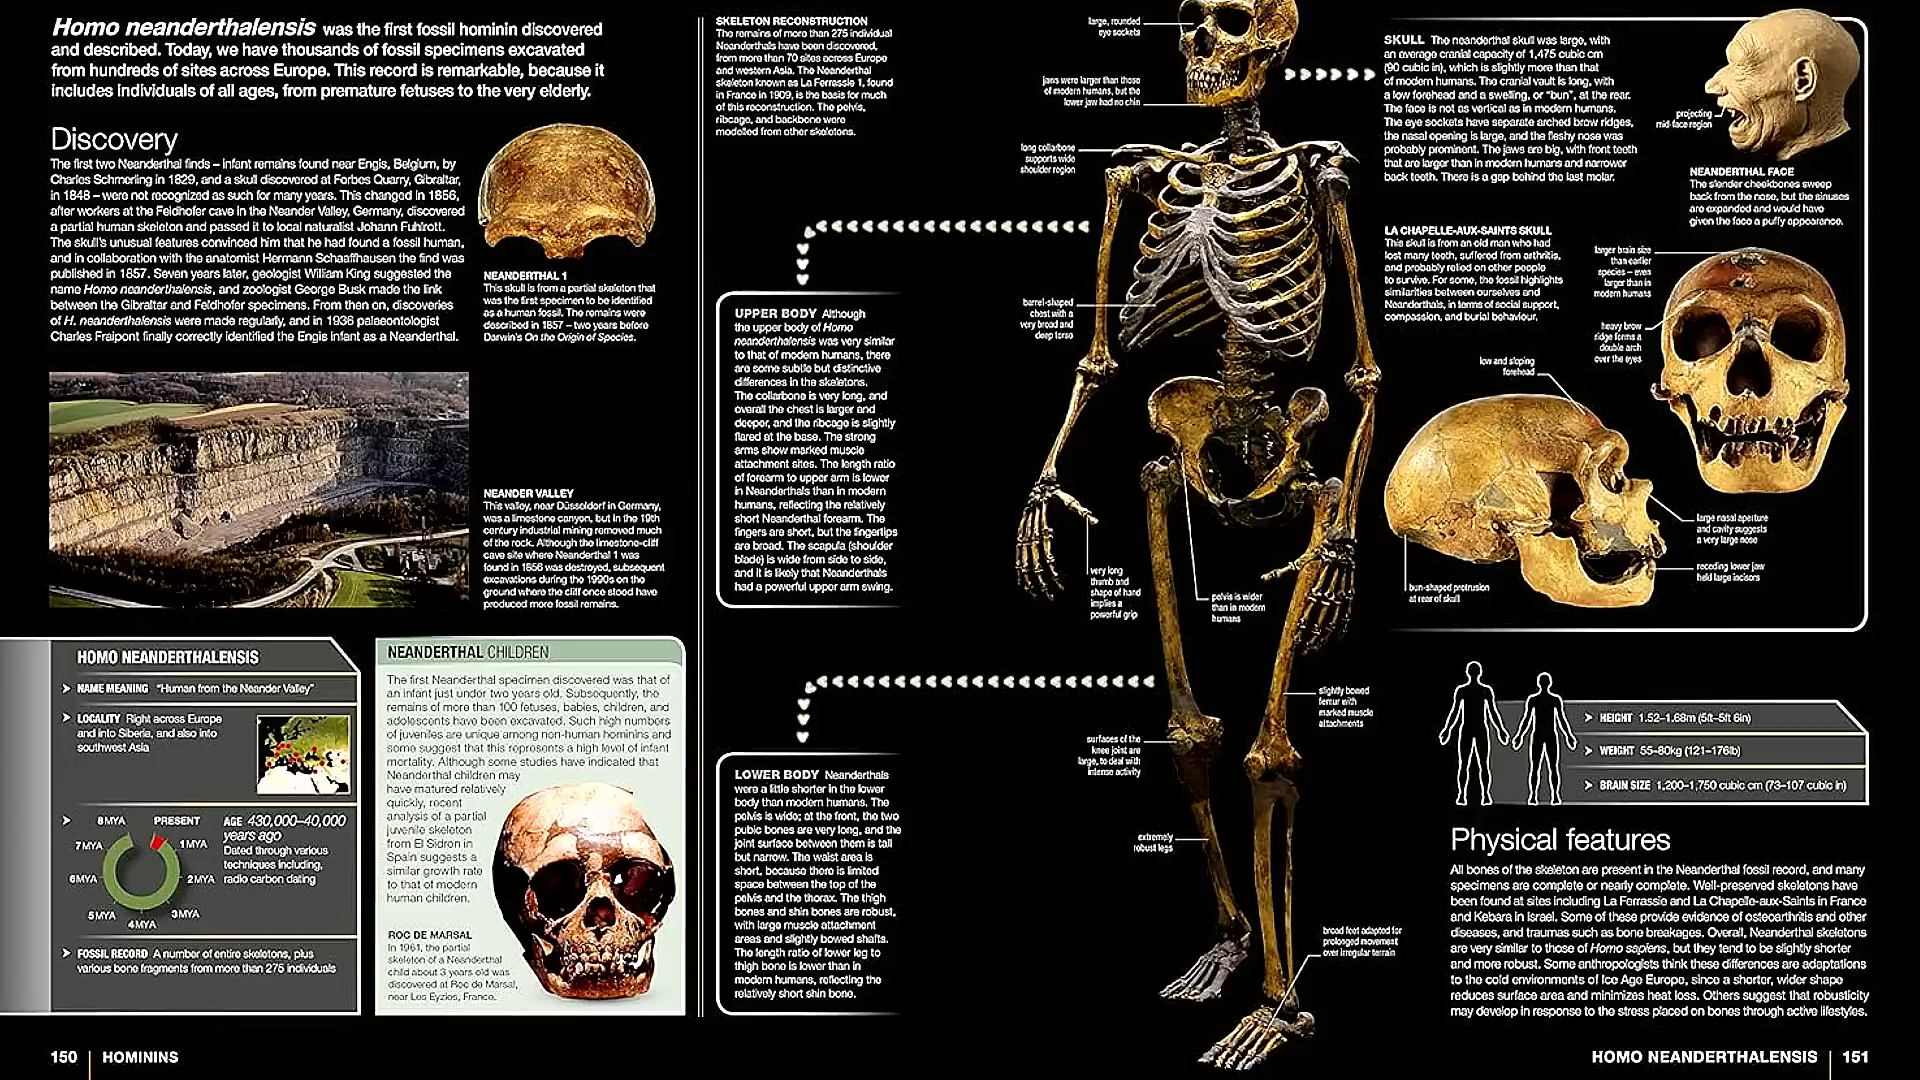 Homo neanderthalensis was the first fossil hominin discovered
and described. Today, we have thousands of fossil specimens excavated
from hundreds of sites across Europe. This record is remarkable, because it
includes individuals of all ages, from premature fetuses to the very elderly.
Discovery
The first two Neanderthal finds – infant remains found near Engis, Belgium, by
Charles Schmerling in 1829, and a skull discovered at Forbes Quarry, Gibraltar,
in 1848 – were not recognized as such for many years. This changed in 1856,
after workers at the Feldhofer cave in the Neander Valley, Germany, discovered
a partial human skeleton and passed it to local naturalist Johann Fuhlrott.
The skull's unusual features convinced him that he had found a fossil human,
and in collaboration with the anatomist Hermann Schaaffhausen the find was
published in 1857. Seven years later, geologist William King suggested the
name Homo neanderthalensis, and zoologist George Busk made the link
between the Gibraltar and Feldhofer specimens. From then on, discoveries
of H. neanderthalensis were made regularly, and in 1936 palaeontologist
Charles Fraipont finally correctly identified the Engis infant as a Neanderthal.
NEANDERTHAL 1
This skull is from a partial skeleton that
was the first specimen to be identified
as a human fossil. The remains were
described in 1857 – two years before
Darwin's On the Origin of Species.
NEANDER VALLEY
This valley, near Düsseldorf in Germany,
was a limestone canyon, but in the 19th
century industrial mining removed much
of the rock. Although the limestone-cliff
cave site where Neanderthal 1 was
found in 1856 was destroyed, subsequent
excavations during the 1990s on the
ground where the cliff once stood have
produced more fossil remains.
HOMO NEANDERTHALENSIS
NAME MEANING "Human from the Neander Valley"
LOCALITY Right across Europe
and into Siberia, and also into
southwest Asia
8MYA
PRESENT
7MYA
1MYA
6MYA
2MYA
5MYA
3MYA
4MYA
AGE 430,000–40,000
years ago
Dated through various
techniques including,
radio carbon dating
FOSSIL RECORD A number of entire skeletons, plus
various bone fragments from more than 275 individuals
NEANDERTHAL CHILDREN
The first Neanderthal specimen discovered was that of
an infant just under two years old. Subsequently, the
remains of more than 100 fetuses, babies, children, and
adolescents have been excavated. Such high numbers
of juveniles are unique among non-human hominins and
some suggest that this represents a high level of infant
mortality. Although some studies have indicated that
Neanderthal children may
have matured relatively
quickly, recent
analysis of a partial
juvenile skeleton
from El Sidron in
Spain suggests a
similar growth rate
to that of modern
human children.
ROC DE MARSAL
In 1961, the partial
skeleton of a Neanderthal
child about 3 years old was
discovered at Roc de Marsal,
near Les Eyzies, France.
150 HOMININS
SKELETON RECONSTRUCTION
The remains of more than 275 individual
Neanderthals have been discovered,
from more than 70 sites across Europe
and western Asia. The Neanderthal
skeleton known as La Ferrassie 1, found
in France in 1909, is the basis for much
of this reconstruction. The pelvis,
ribcage, and backbone were
modelled from other skeletons.
UPPER BODY Although
the upper body of Homo
neanderthalensis was very similar
to that of modern humans, there
are some subtle but distinctive
differences in the skeletons.
The collarbone is very long, and
overall the chest is larger and
deeper, and the ribcage is slightly
flared at the base. The strong
arms show marked muscle
attachment sites. The length ratio
of forearm to upper arm is lower
in Neanderthals than in modern
humans, reflecting the relatively
short Neanderthal forearm. The
fingers are short, but the fingertips
are broad. The scapula (shoulder
blade) is wide from side to side,
and it is likely that Neanderthals
had a powerful upper arm swing.
LOWER BODY Neanderthals
were a little shorter in the lower
body than modern humans. The
pelvis is wide; at the front, the two
pubic bones are very long, and the
joint surface between them is tall
but narrow. The waist area is
short, because there is limited
space between the top of the
pelvis and the thorax. The thigh
bones and shin bones are robust,
with large muscle attachment
areas and slightly bowed shafts.
The length ratio of lower leg to
thigh bone is lower than in
modern humans, reflecting the
relatively short shin bone.
large, rounded
eye sockets
jaws were larger than those
of modern humans, but the
lower jaw had no chin
long collarbone
supports wide
shoulder region
barrel-shaped
chest with a
very broad and
deep torso
very long
thumb and
shape of hand
implies a
powerful grip
pelvis is wider
than in modern
humans
slightly bowed
femur with
marked muscle
attachments
surfaces of the
knee joint are
large, to deal with
intense activity
extremely
robust legs
broad feet adapted for
prolonged movement
over irregular terrain
SKULL The neanderthal skull was large, with
an average cranial capacity of 1,475 cubic cm
(90 cubic in), which is slightly more than that
of modern humans. The cranial vault is long, with
a low forehead and a swelling, or "bun", at the rear.
The face is not as vertical as in modern humans.
The eye sockets have separate arched brow ridges,
the nasal opening is large, and the fleshy nose was
probably prominent. The jaws are big, with front teeth
that are larger than in modern humans and narrower
back teeth. There is a gap behind the last molar.
projecting
mid-face region
NEANDERTHAL FACE
The slender cheekbones sweep
back from the nose, but the sinuses
are expanded and would have
given the face a puffy appearance.
LA CHAPELLE-AUX-SAINTS SKULL
This skull is from an old man who had
lost many teeth, suffered from arthritis,
and probably relied on other people
to survive. For some, the fossil highlights
similarities between ourselves and
Neanderthals, in terms of social support,
compassion, and burial behaviour.
larger brain size
than earlier
species – even
larger than in
modern humans
heavy brow
ridge forms a
double arch
over the eyes
low and sloping
forehead
large nasal aperture
and cavity suggests
a very large nose
receding lower jaw
held large incisors
bun-shaped protrusion
at rear of skull
HEIGHT 1.52–1.68m (5ft–5ft 6in)
WEIGHT 55-80kg (121–176lb)
BRAIN SIZE 1,200–1,750 cubic cm (73–107 cubic in)
Physical features
All bones of the skeleton are present in the Neanderthal fossil record, and many
specimens are complete or nearly complete. Well-preserved skeletons have
been found at sites including La Ferrassie and La Chapelle-aux-Saints in France
and Kebara in Israel. Some of these provide evidence of osteoarthritis and other
diseases, and traumas such as bone breakages. Overall, Neanderthal skeletons
are very similar to those of Homo sapiens, but they tend to be slightly shorter
and more robust. Some anthropologists think these differences are adaptations
to the cold environments of Ice Age Europe, since a shorter, wider shape
reduces surface area and minimizes heat loss. Others suggest that robusticity
may develop in response to the stress placed on bones through active lifestyles.
HOMO NEANDERTHALENSIS 151